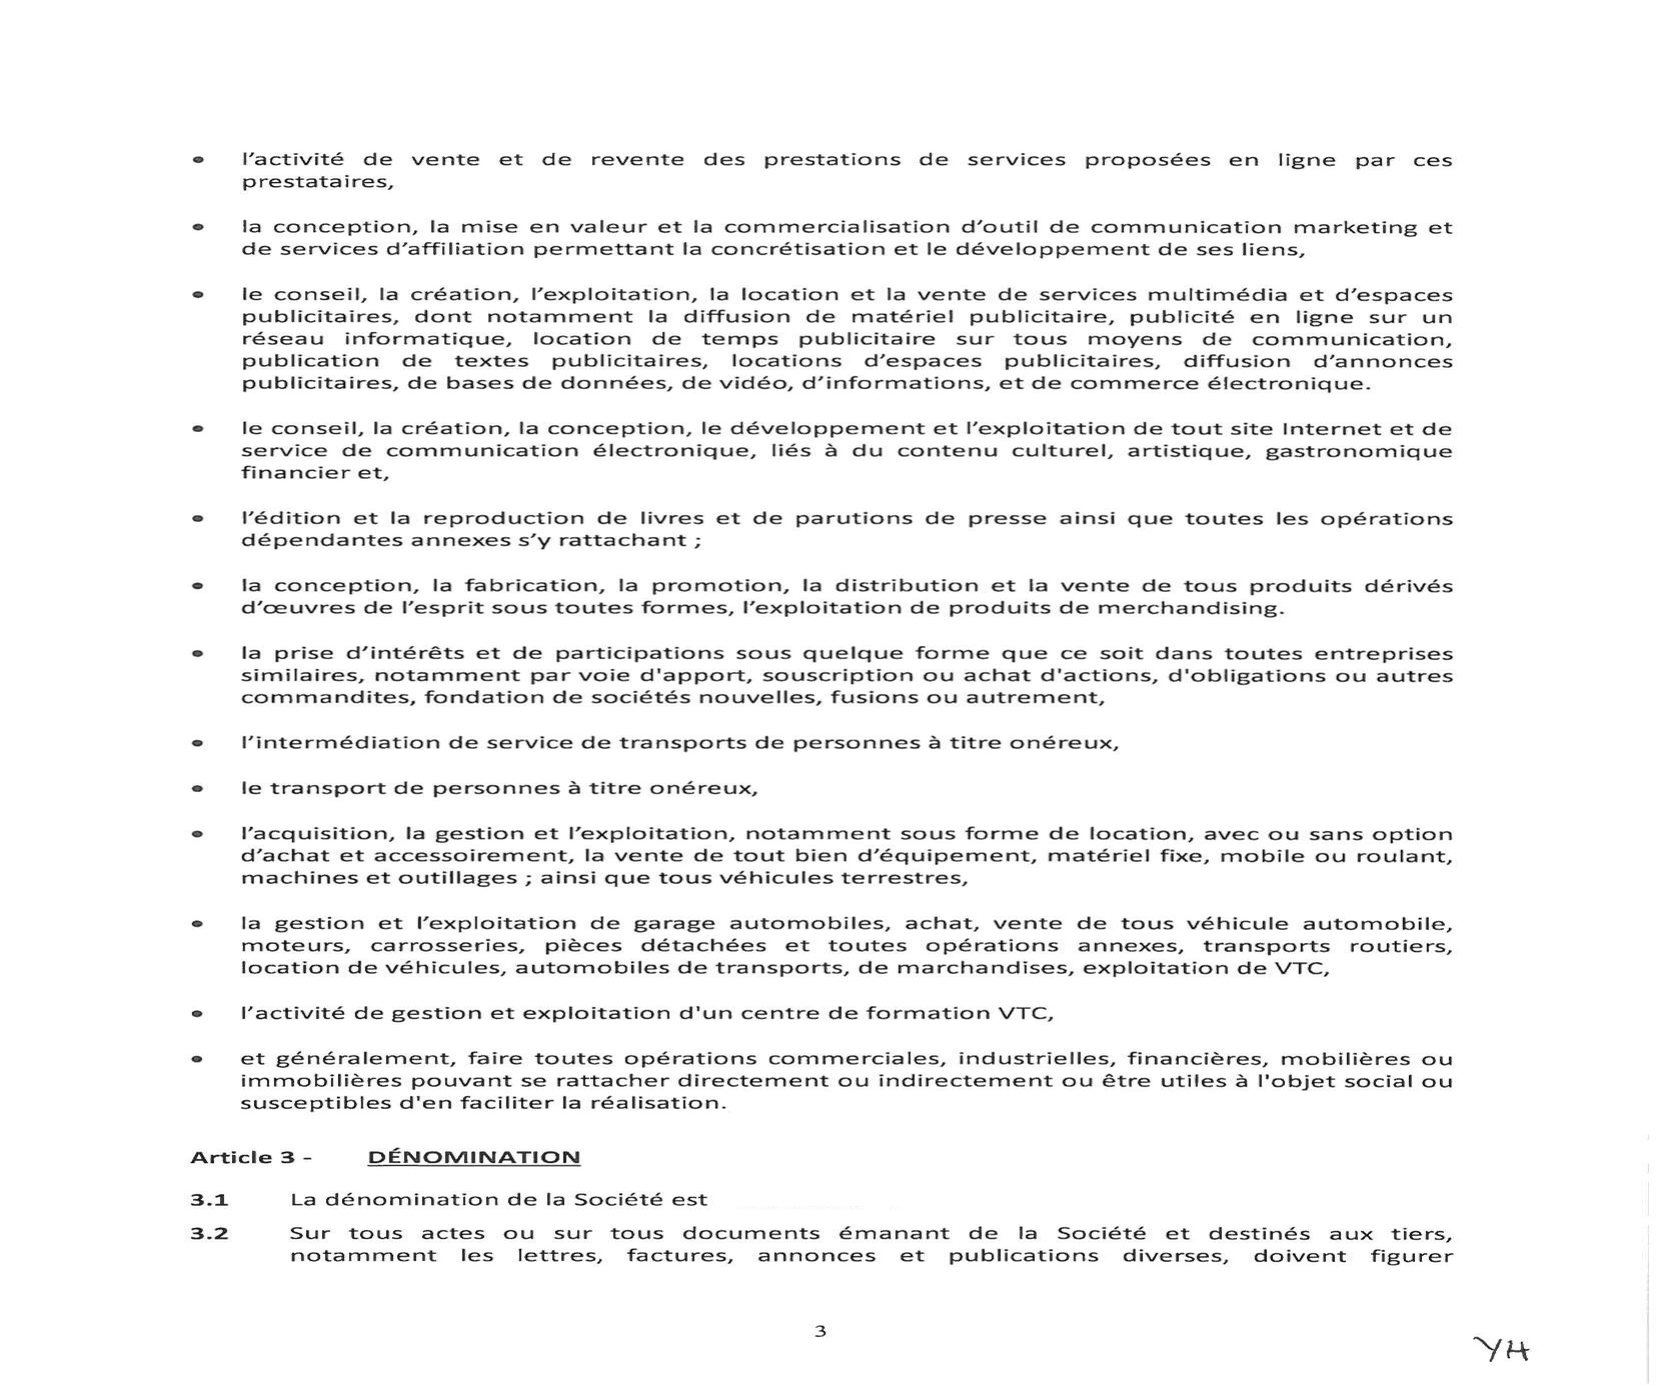 • l’activité de vente et de revente des prestations de services proposées en ligne par ces
prestataires,
• la conception, la mise en valeur et la commercialisation d’outil de communication marketing et
de services d’affiliation permettant la concrétisation et le développement de ses liens,
• le conseil, la création, l’exploitation, la location et la vente de services multimédia et d’espaces
publicitaires, dont notamment la diffusion de matériel publicitaire, publicité en ligne sur un
réseau informatique, location de temps publicitaire sur tous moyens de communication,
publication de textes publicitaires, locations d’espaces publicitaires, diffusion d’annonces
publicitaires, de bases de données, de vidéo, d’informations, et de commerce électronique.
• le conseil, la création, la conception, le développement et l’exploitation de tout site Internet et de
service de communication électronique, liés à du contenu culturel, artistique, gastronomique
financier et,
• l’édition et la reproduction de livres et de parutions de presse ainsi que toutes les opérations
dépendantes annexes s’y rattachant ;
• la conception, la fabrication, la promotion, la distribution et la vente de tous produits dérivés
d’œuvres de l’esprit sous toutes formes, l’exploitation de produits de merchandising.
• la prise d’intérêts et de participations sous quelque forme que ce soit dans toutes entreprises
similaires, notamment par voie d'apport, souscription ou achat d'actions, d'obligations ou autres
commandites, fondation de sociétés nouvelles, fusions ou autrement,
• l’intermédiation de service de transports de personnes à titre onéreux,
• le transport de personnes à titre onéreux,
• l’acquisition, la gestion et l’exploitation, notamment sous forme de location, avec ou sans option
d’achat et accessoirement, la vente de tout bien d’équipement, matériel fixe, mobile ou roulant,
machines et outillages ; ainsi que tous véhicules terrestres,
• la gestion et l’exploitation de garage automobiles, achat, vente de tous véhicule automobile,
moteurs, carrosseries, pièces détachées et toutes opérations annexes, transports routiers,
location de véhicules, automobiles de transports, de marchandises, exploitation de VTC,
• l’activité de gestion et exploitation d'un centre de formation VTC,
• et généralement, faire toutes opérations commerciales, industrielles, financières, mobilières ou
immobilières pouvant se rattacher directement ou indirectement ou être utiles à l'objet social ou
susceptibles d'en faciliter la réalisation.
Article 3 - DÉNOMINATION
3.1 La dénomination de la Société est
3.2 Sur tous actes ou sur tous documents émanant de la Société et destinés aux tiers,
notamment les lettres, factures, annonces et publications diverses, doivent figurer
3
YH